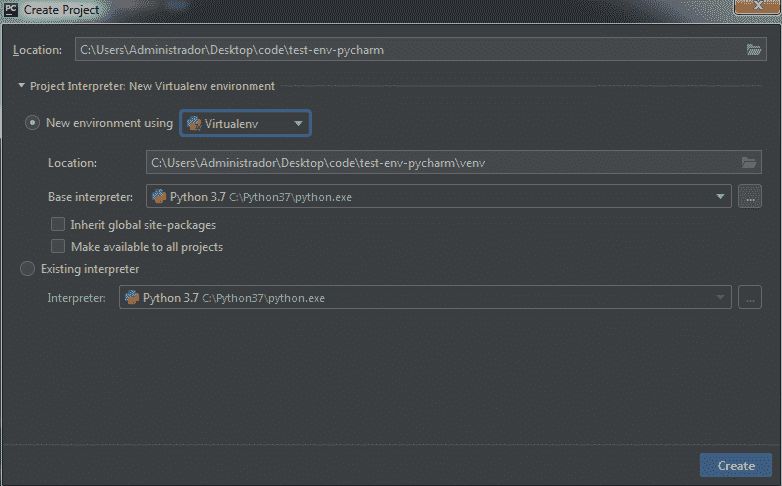 PC Create Project
Location: C:\Users\Administrador\Desktop\code\test-env-pycharm
Project Interpreter: New Virtualenv environment
New environment using Virtualenv
Location: C:\Users\Administrador\Desktop\code\test-env-pycharm\venv
Base interpreter: Python 3.7 C:\Python37\python.exe ...
Inherit global site-packages
Make available to all projects
Existing interpreter
Interpreter: Python 3.7 C:\Python37\python.exe ...
Create